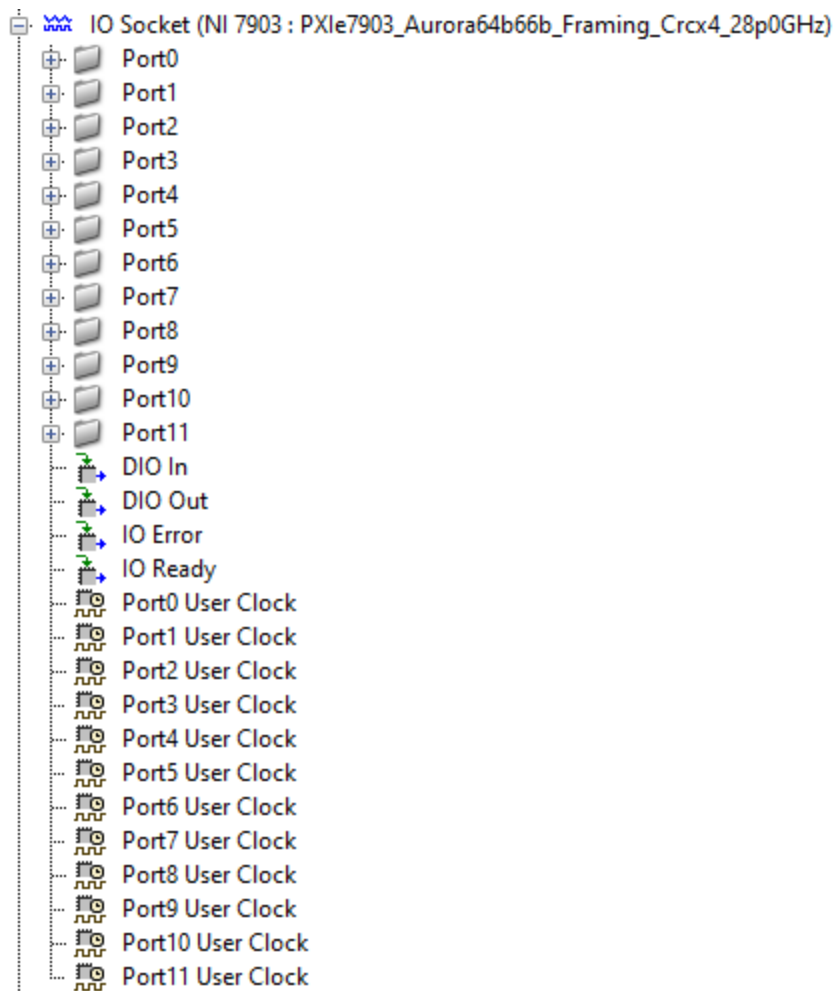 IO Socket (NI 7903 : PXIe7903_Aurora64b66b_Framing_Crcx4_28p0GHz)
Port0
Port1
Port2
Port3
Port4
Port5
Port6
Port7
Port8
Port9
Port10
Port11
DIO In
DIO Out
IO Error
IO Ready
Port0 User Clock
Port1 User Clock
Port2 User Clock
Port3 User Clock
Port4 User Clock
Port5 User Clock
Port6 User Clock
Port7 User Clock
Port8 User Clock
Port9 User Clock
Port10 User Clock
Port11 User Clock